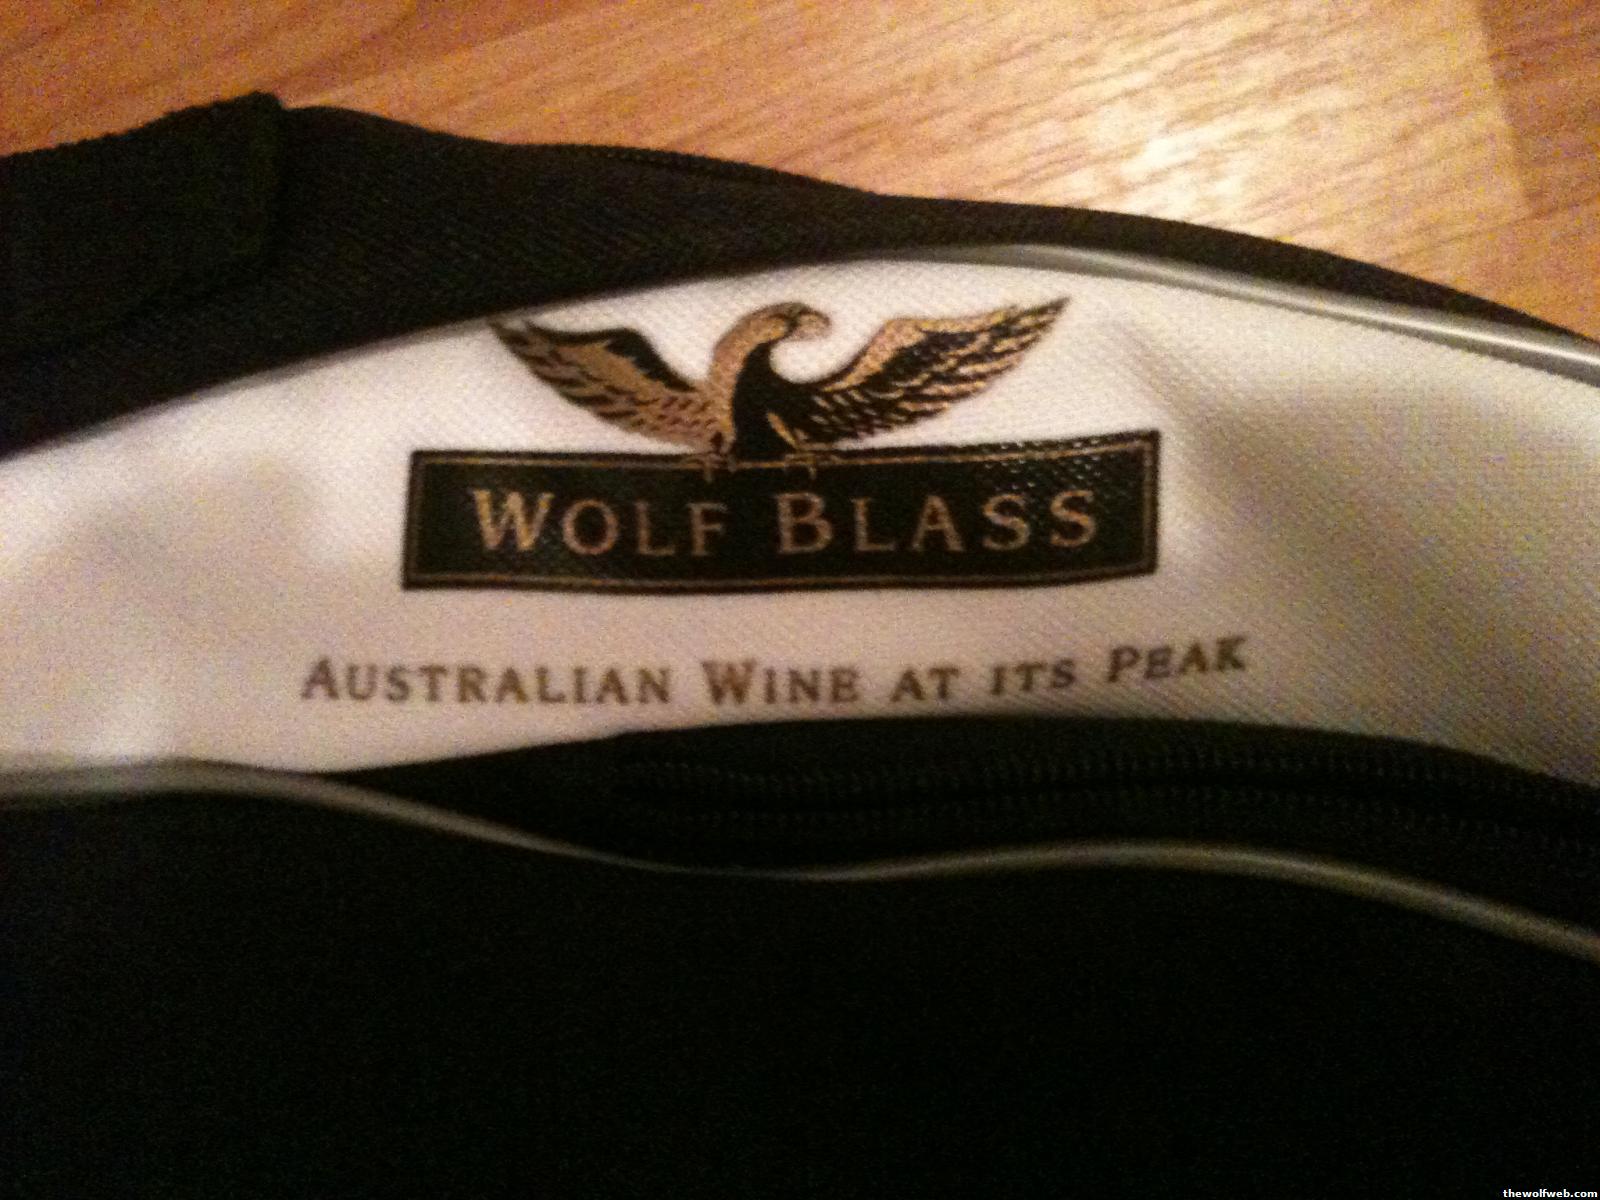 WOLF BLASS
AUSTRALIAN WINE AT ITS PEAK
thewolfweb.com